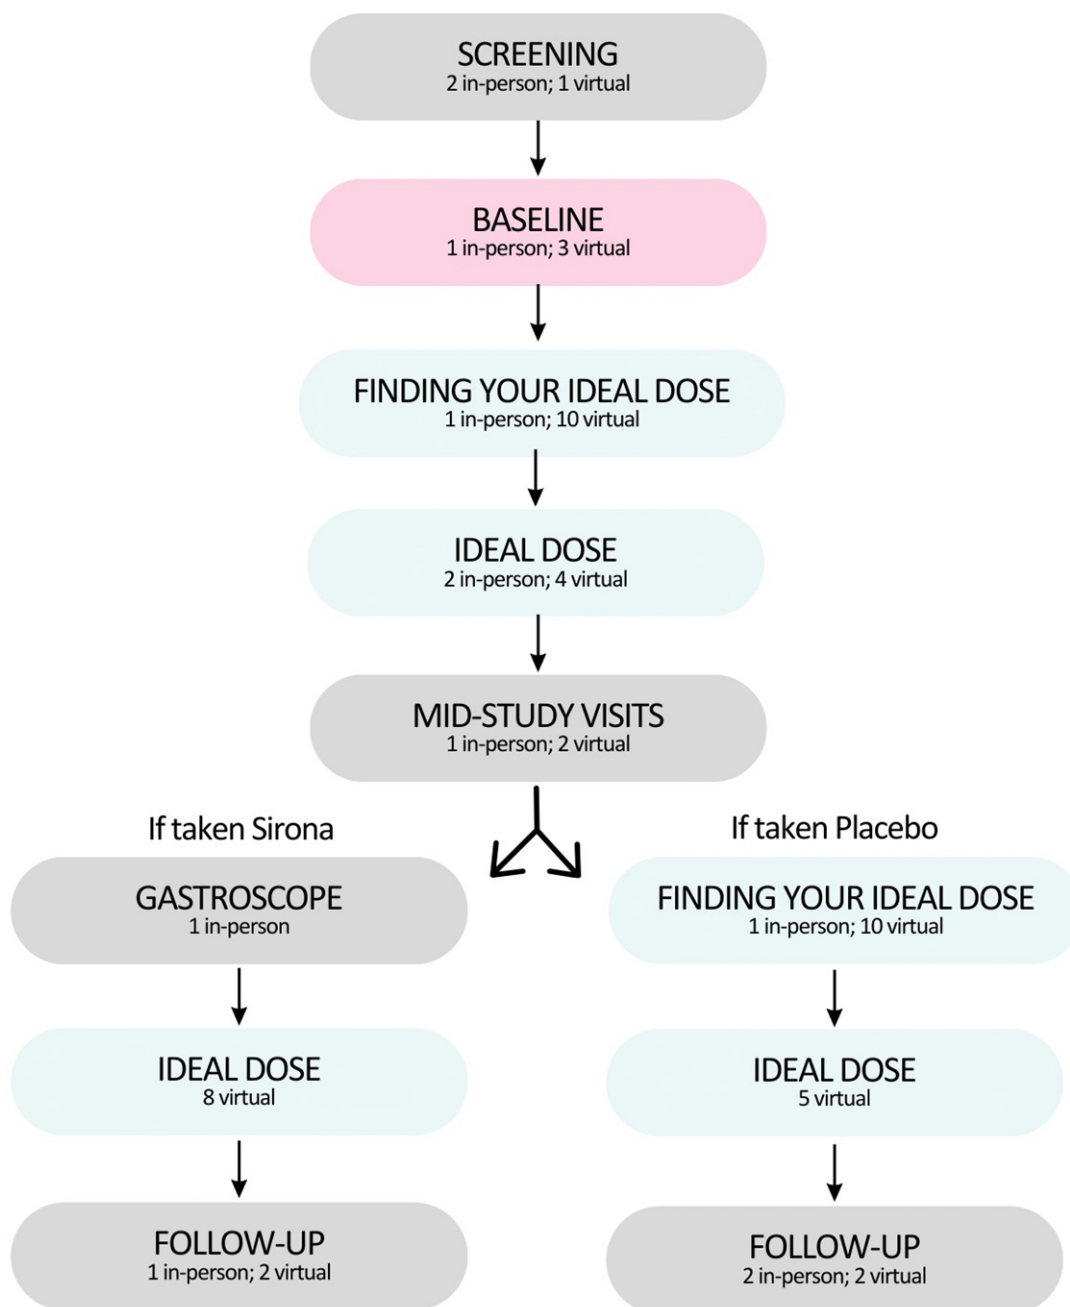 SCREENING
2 in-person; 1 virtual
BASELINE
1 in-person; 3 virtual
FINDING YOUR IDEAL DOSE
1 in-person; 10 virtual
IDEAL DOSE
2 in-person; 4 virtual
MID-STUDY VISITS
1 in-person; 2 virtual
If taken Sirona
GASTROSCOPE
1 in-person
IDEAL DOSE
8 virtual
FOLLOW-UP
1 in-person; 2 virtual
If taken Placebo
FINDING YOUR IDEAL DOSE
1 in-person; 10 virtual
IDEAL DOSE
5 virtual
FOLLOW-UP
2 in-person; 2 virtual